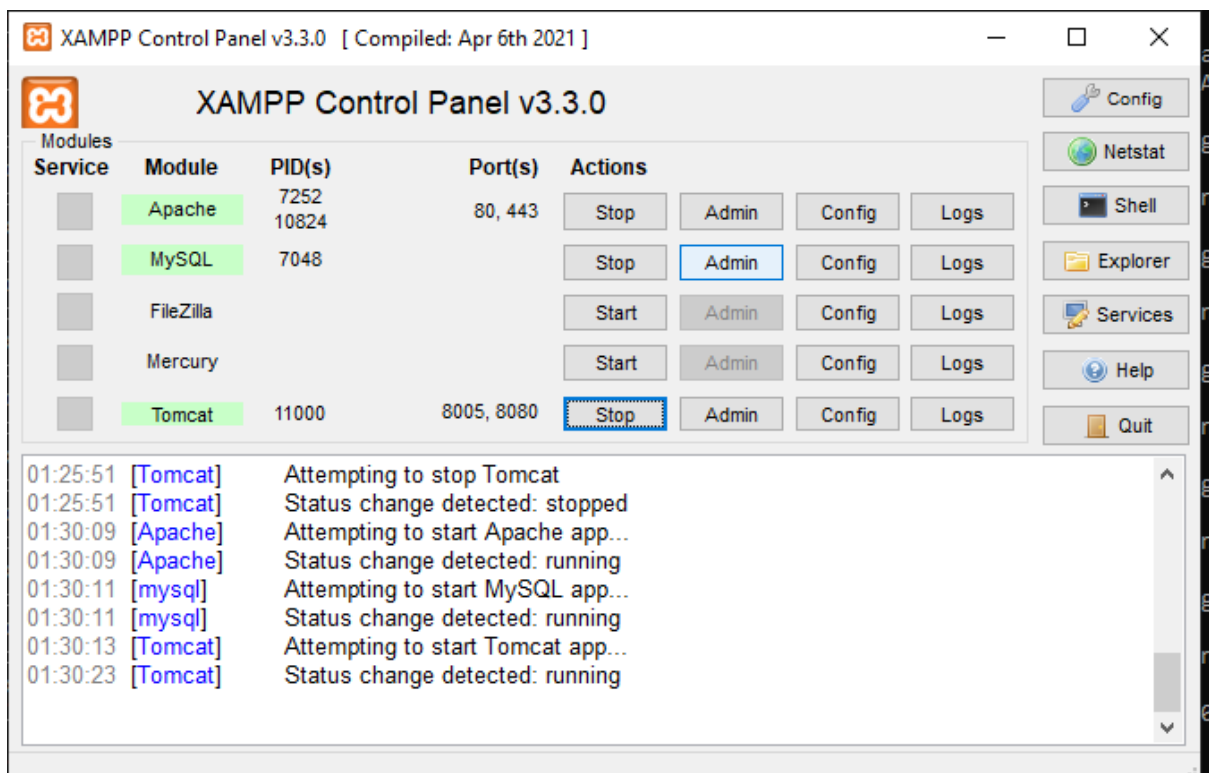 XAMPP Control Panel v3.3.0 [ Compiled: Apr 6th 2021 ]
XAMPP Control Panel v3.3.0
Config
Modules
Netstat
Service Module PID(s) Port(s) Actions
Apache 7252 10824 80, 443 Stop Admin Config Logs
Shell
MySQL 7048 Stop Admin Config Logs
Explorer
FileZilla Start Admin Config Logs
Services
Mercury Start Admin Config Logs
Help
Tomcat 11000 8005, 8080 Stop Admin Config Logs
Quit
01:25:51 [Tomcat] Attempting to stop Tomcat
01:25:51 [Tomcat] Status change detected: stopped
01:30:09 [Apache] Attempting to start Apache app...
01:30:09 [Apache] Status change detected: running
01:30:11 [mysql] Attempting to start MySQL app...
01:30:11 [mysql] Status change detected: running
01:30:13 [Tomcat] Attempting to start Tomcat app...
01:30:23 [Tomcat] Status change detected: running